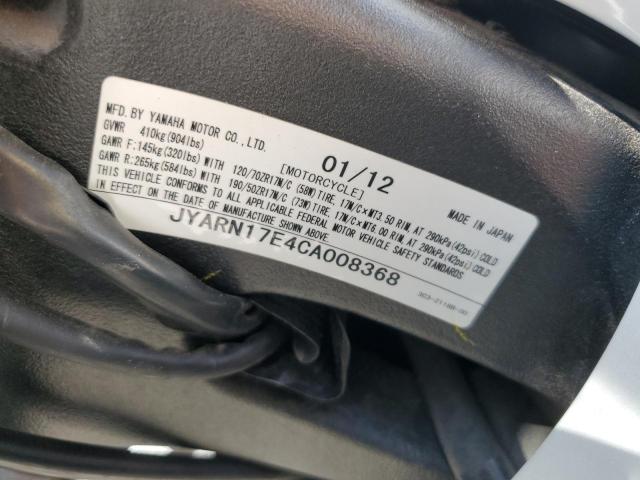 MFD.BY YAMAHA MOTOR CO.,LTD. 01/12 MADE IN JAPAN
GVWR 410kg(904lbs) [MOTORCYCLE]
GAWR F:145kg(320lbs) WITH 120/70ZR17M/C (58W)TIRE, 17M/C×MT3.50 RIM, AT 290kPa(42psi)COLD
GAWR R:265kg(584lbs) WITH 190/50ZR17M/C (73W)TIRE, 17M/C×MT6.00 RIM, AT 290kPa(42psi)COLD
THIS VEHICLE CONFORMS TO ALL APPLICABLE FEDERAL MOTOR VEHICLE SAFETY STANDARDS
IN EFFECT ON THE DATE OF MANUFACTURE SHOWN ABOVE.
JYARN17E4CA008368